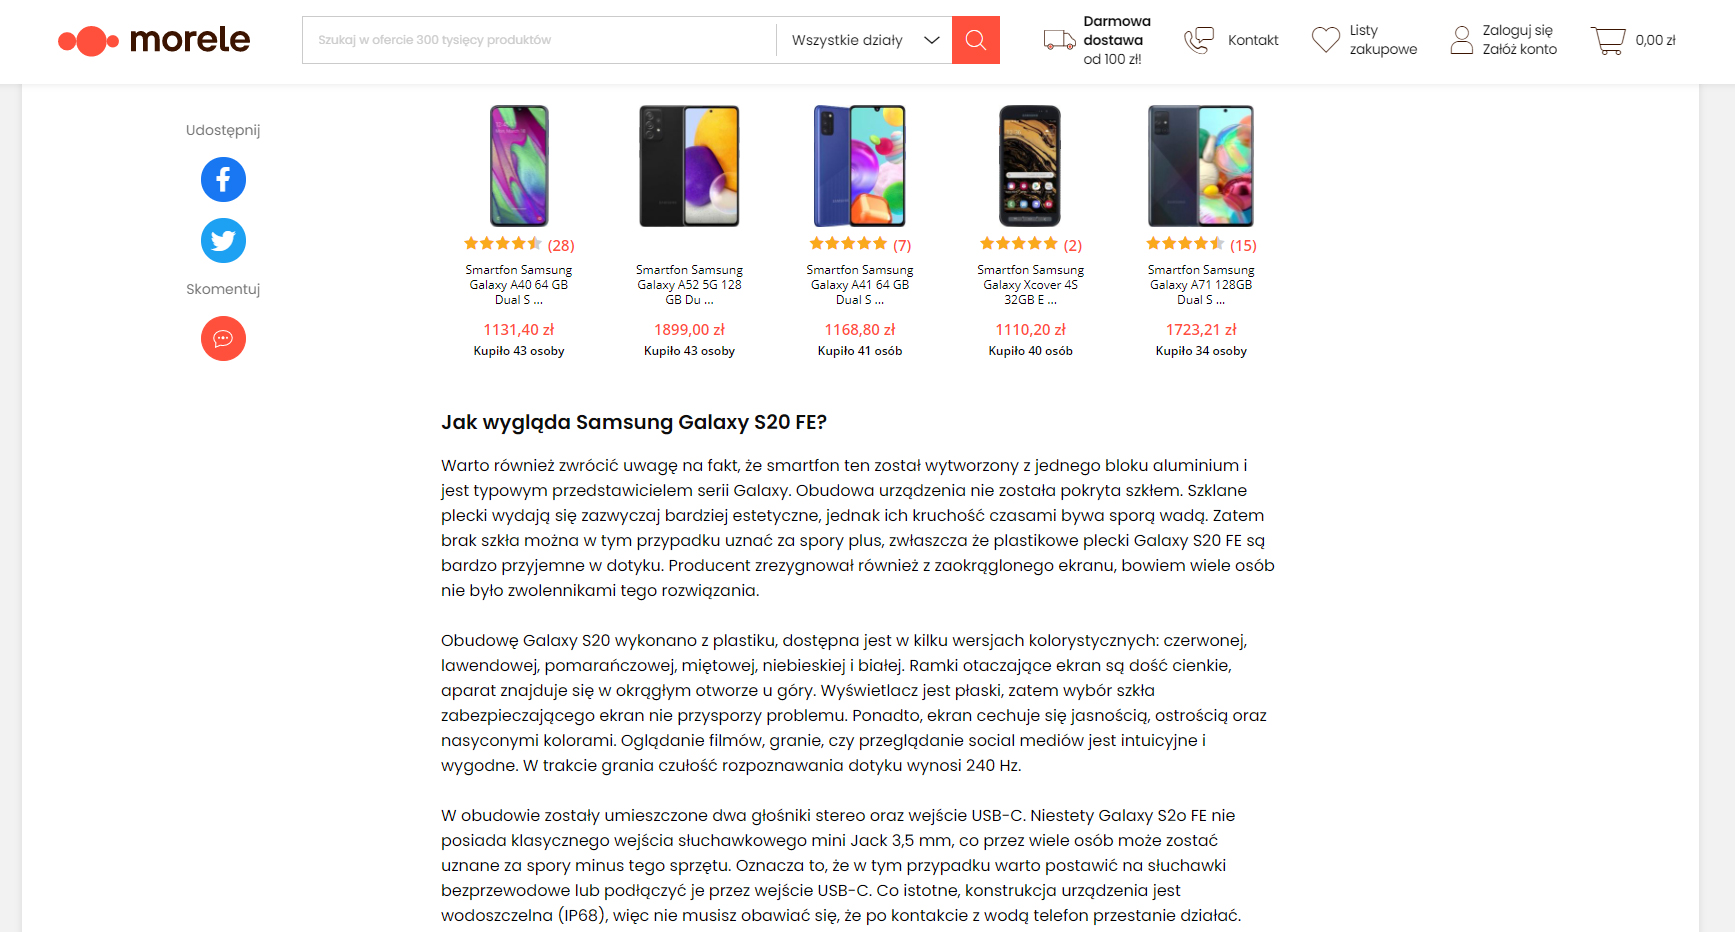 morele
Szukaj w ofercie 300 tysięcy produktów
Wszystkie działy
Darmowa
dostawa
od 100 zł!
Kontakt
Listy
zakupowe
Zaloguj się
Załóż konto
0,00 zł
Udostępnij
Skomentuj
(28)
Smartfon Samsung
Galaxy A40 64 GB
Dual S ...
1131,40 zł
Kupiło 43 osoby
Smartfon Samsung
Galaxy A52 5G 128
GB Du ...
1899,00 zł
Kupiło 43 osoby
(7)
Smartfon Samsung
Galaxy A41 64 GB
Dual S ...
1168,80 zł
Kupiło 41 osób
(2)
Smartfon Samsung
Galaxy Xcover 4S
32GB E ...
1110,20 zł
Kupiło 40 osób
(15)
Smartfon Samsung
Galaxy A71 128GB
Dual S ...
1723,21 zł
Kupiło 34 osoby
Jak wygląda Samsung Galaxy S20 FE?
Warto również zwrócić uwagę na fakt, że smartfon ten został wytworzony z jednego bloku aluminium i
jest typowym przedstawicielem serii Galaxy. Obudowa urządzenia nie została pokryta szkłem. Szklane
plecki wydają się zazwyczaj bardziej estetyczne, jednak ich kruchość czasami bywa sporą wadą. Zatem
brak szkła można w tym przypadku uznać za spory plus, zwłaszcza że plastikowe plecki Galaxy S20 FE są
bardzo przyjemne w dotyku. Producent zrezygnował również z zaokrąglonego ekranu, bowiem wiele osób
nie było zwolennikami tego rozwiązania.
Obudowę Galaxy S20 wykonano z plastiku, dostępna jest w kilku wersjach kolorystycznych: czerwonej,
lawendowej, pomarańczowej, miętowej, niebieskiej i białej. Ramki otaczające ekran są dość cienkie,
aparat znajduje się w okrągłym otworze u góry. Wyświetlacz jest płaski, zatem wybór szkła
zabezpieczającego ekran nie przysporzy problemu. Ponadto, ekran cechuje się jasnością, ostrością oraz
nasyconymi kolorami. Oglądanie filmów, granie, czy przeglądanie social mediów jest intuicyjne i
wygodne. W trakcie grania czułość rozpoznawania dotyku wynosi 240 Hz.
W obudowie zostały umieszczone dwa głośniki stereo oraz wejście USB-C. Niestety Galaxy S2o FE nie
posiada klasycznego wejścia słuchawkowego mini Jack 3,5 mm, co przez wiele osób może zostać
uznane za spory minus tego sprzętu. Oznacza to, że w tym przypadku warto postawić na słuchawki
bezprzewodowe lub podłączyć je przez wejście USB-C. Co istotne, konstrukcja urządzenia jest
wodoszczelna (IP68), więc nie musisz obawiać się, że po kontakcie z wodą telefon przestanie działać.